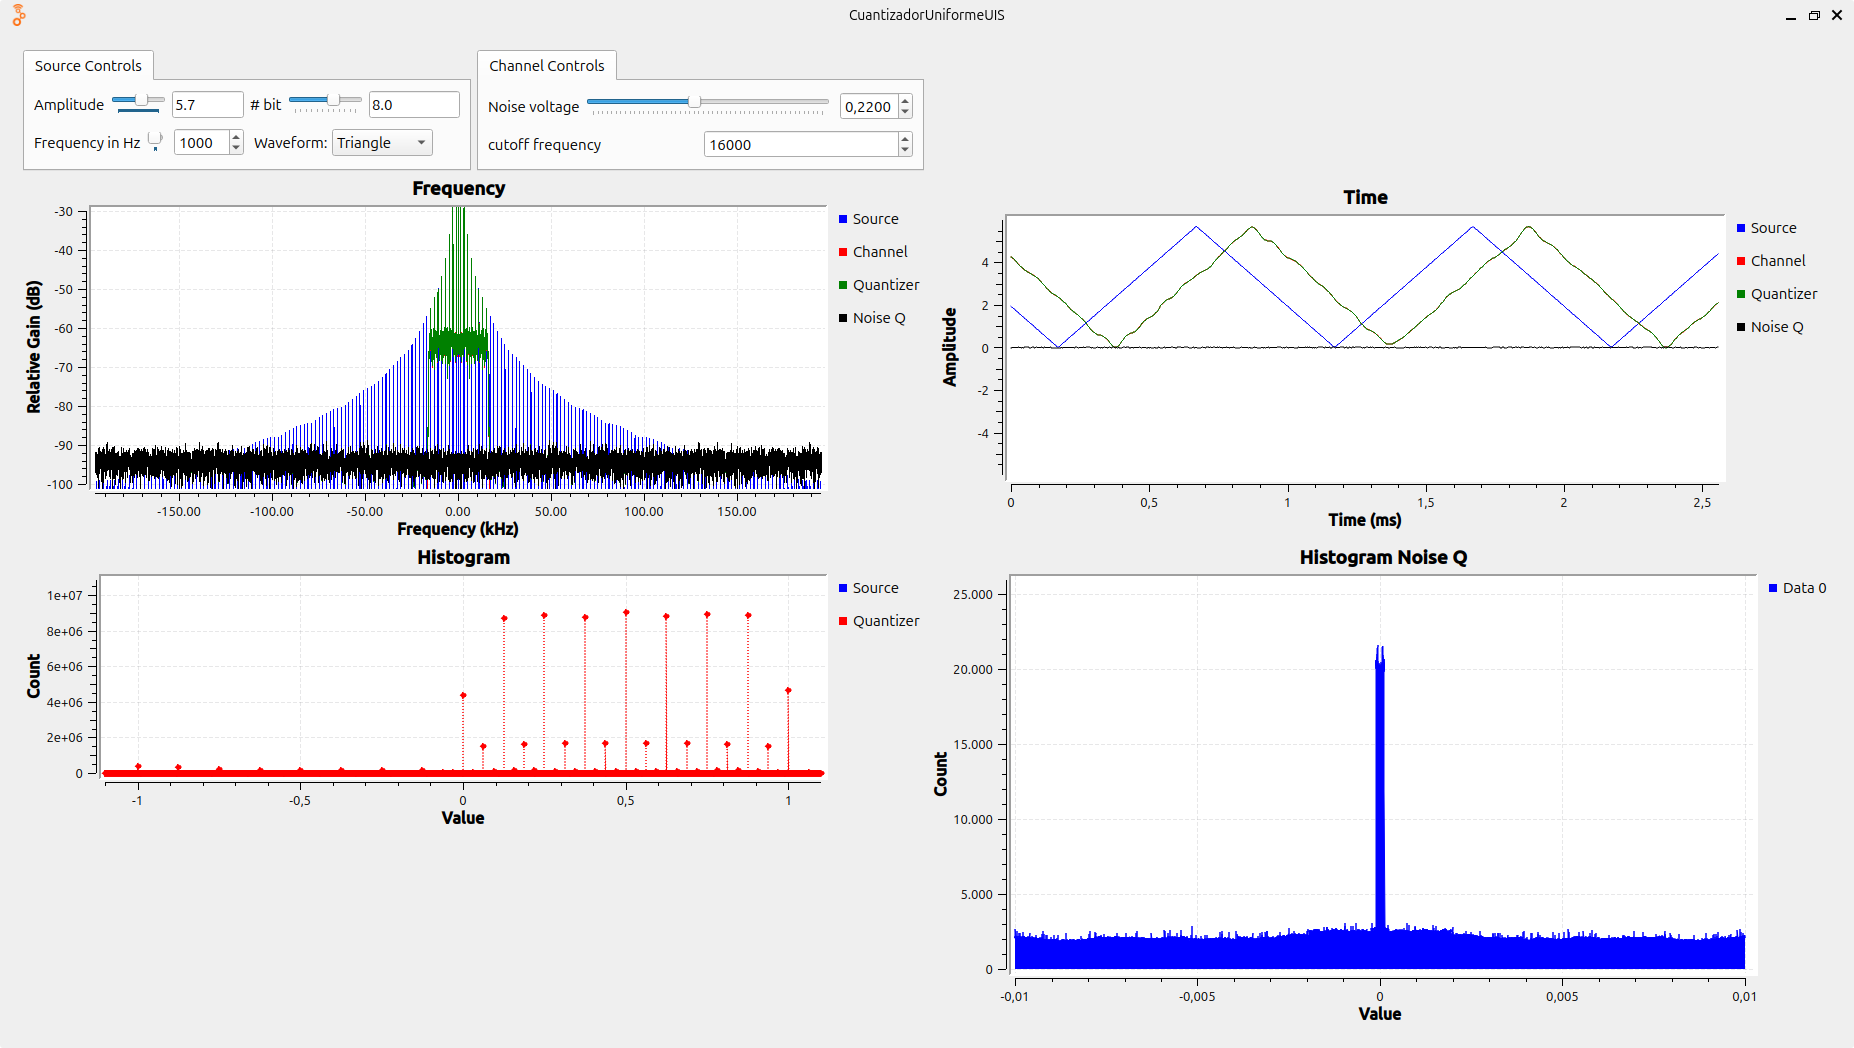 CuantizadorUniformeUIS
Source Controls
Amplitude 5.7 # bit 8.0
Frequency in Hz 1000 Waveform: Triangle
Channel Controls
Noise voltage 0,2200
cutoff frequency 16000
Frequency
-30
-40
-50
-60
-70
-80
-90
-100
Relative Gain (dB)
-150.00 -100.00 -50.00 0.00 50.00 100.00 150.00
Frequency (kHz)
Source
Channel
Quantizer
Noise Q
Time
4
2
0
-2
-4
Amplitude
0 0,5 1 1,5 2 2,5
Time (ms)
Source
Channel
Quantizer
Noise Q
Histogram
1e+07
8e+06
6e+06
4e+06
2e+06
0
Count
-1 -0,5 0 0,5 1
Value
Source
Quantizer
Histogram Noise Q
25.000
20.000
15.000
10.000
5.000
0
Count
-0,01 -0,005 0 0,005 0,01
Value
Data 0